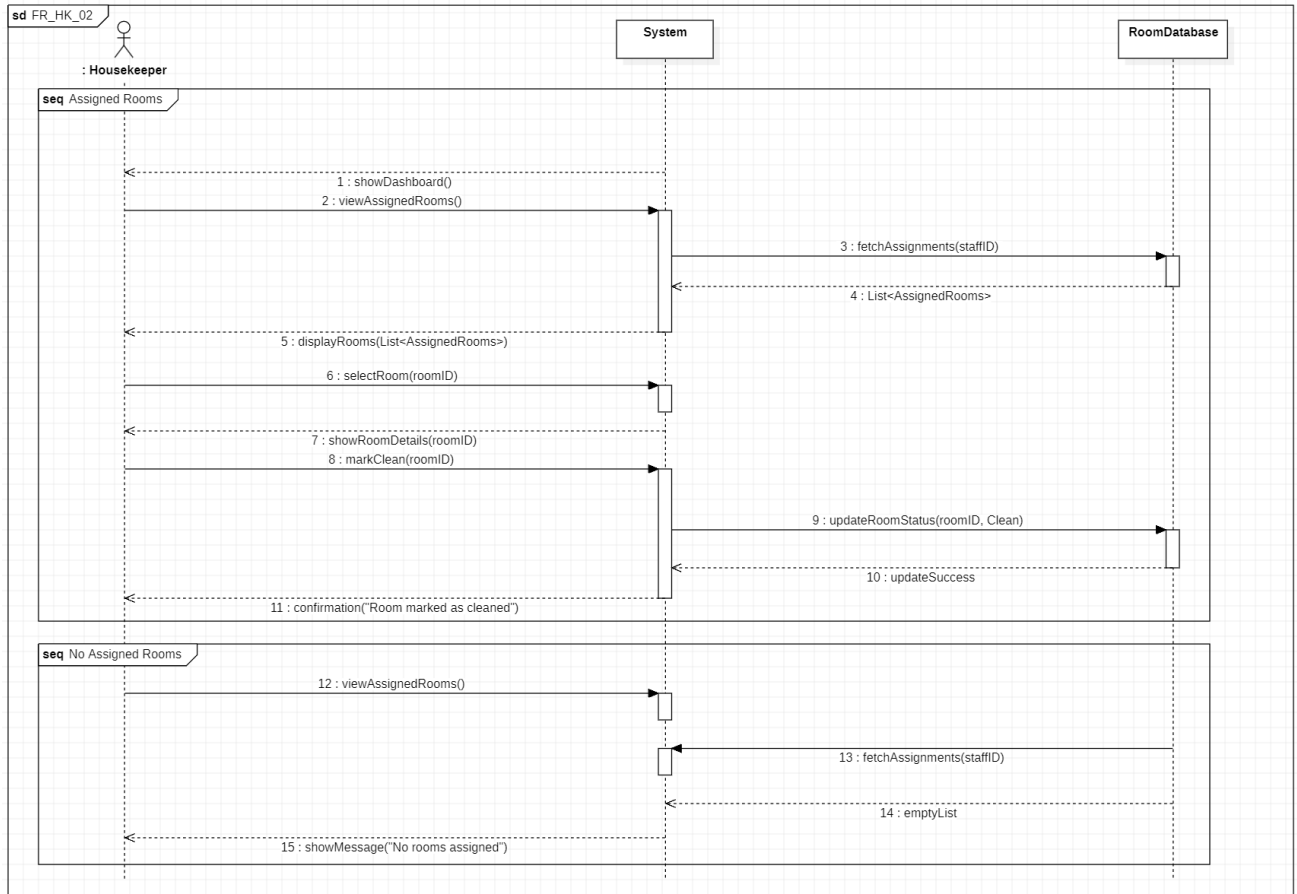 sd FR_HK_02
System
RoomDatabase
: Housekeeper
seq Assigned Rooms
1 : showDashboard()
2 : viewAssignedRooms()
3 : fetchAssignments(staffID)
4 : List<AssignedRooms>
5 : displayRooms(List<AssignedRooms>)
6 : selectRoom(roomID)
7 : showRoomDetails(roomID)
8 : markClean(roomID)
9 : updateRoomStatus(roomID, Clean)
10 : updateSuccess
11 : confirmation("Room marked as cleaned")
seq No Assigned Rooms
12 : viewAssignedRooms()
13 : fetchAssignments(staffID)
14 : emptyList
15 : showMessage("No rooms assigned")